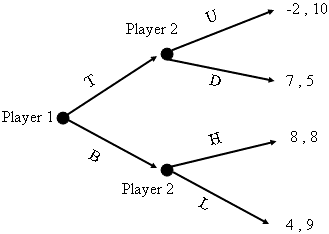 Player 2
U
-2 , 10
T
D
7 , 5
Player 1
B
H
8 , 8
Player 2
L
4 , 9